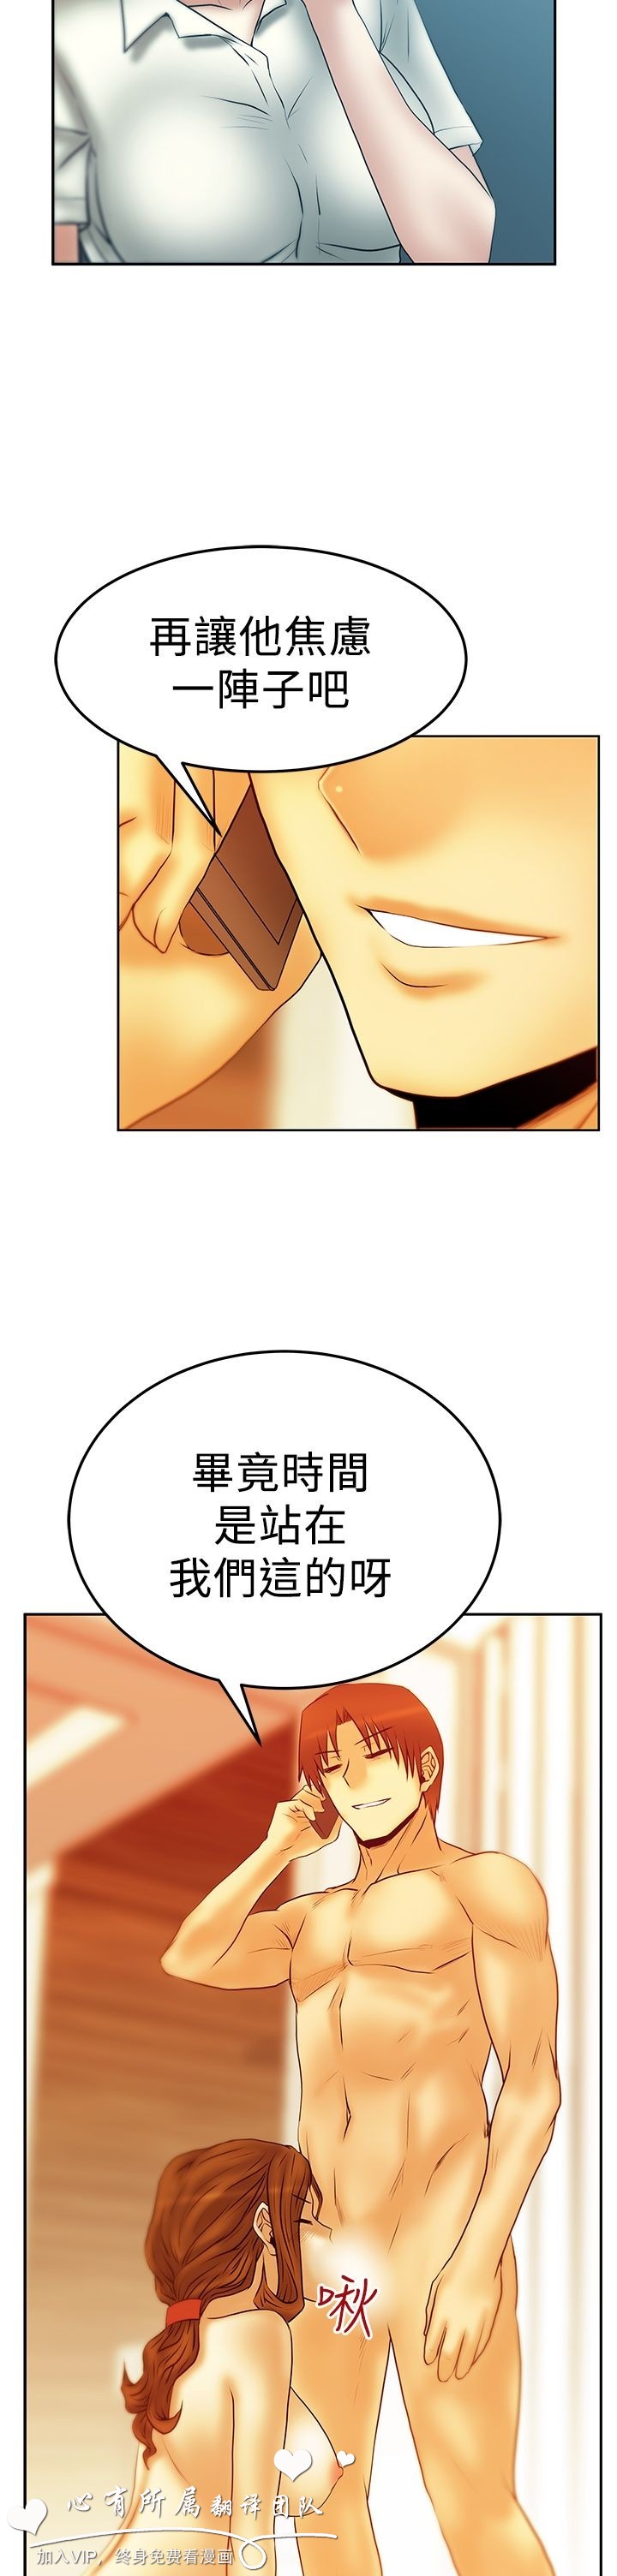 再讓他焦慮
一陣子吧
畢竟時間
是站在
我們這的呀
啾
心有所属翻译团队
加入VIP，终身免费看漫画